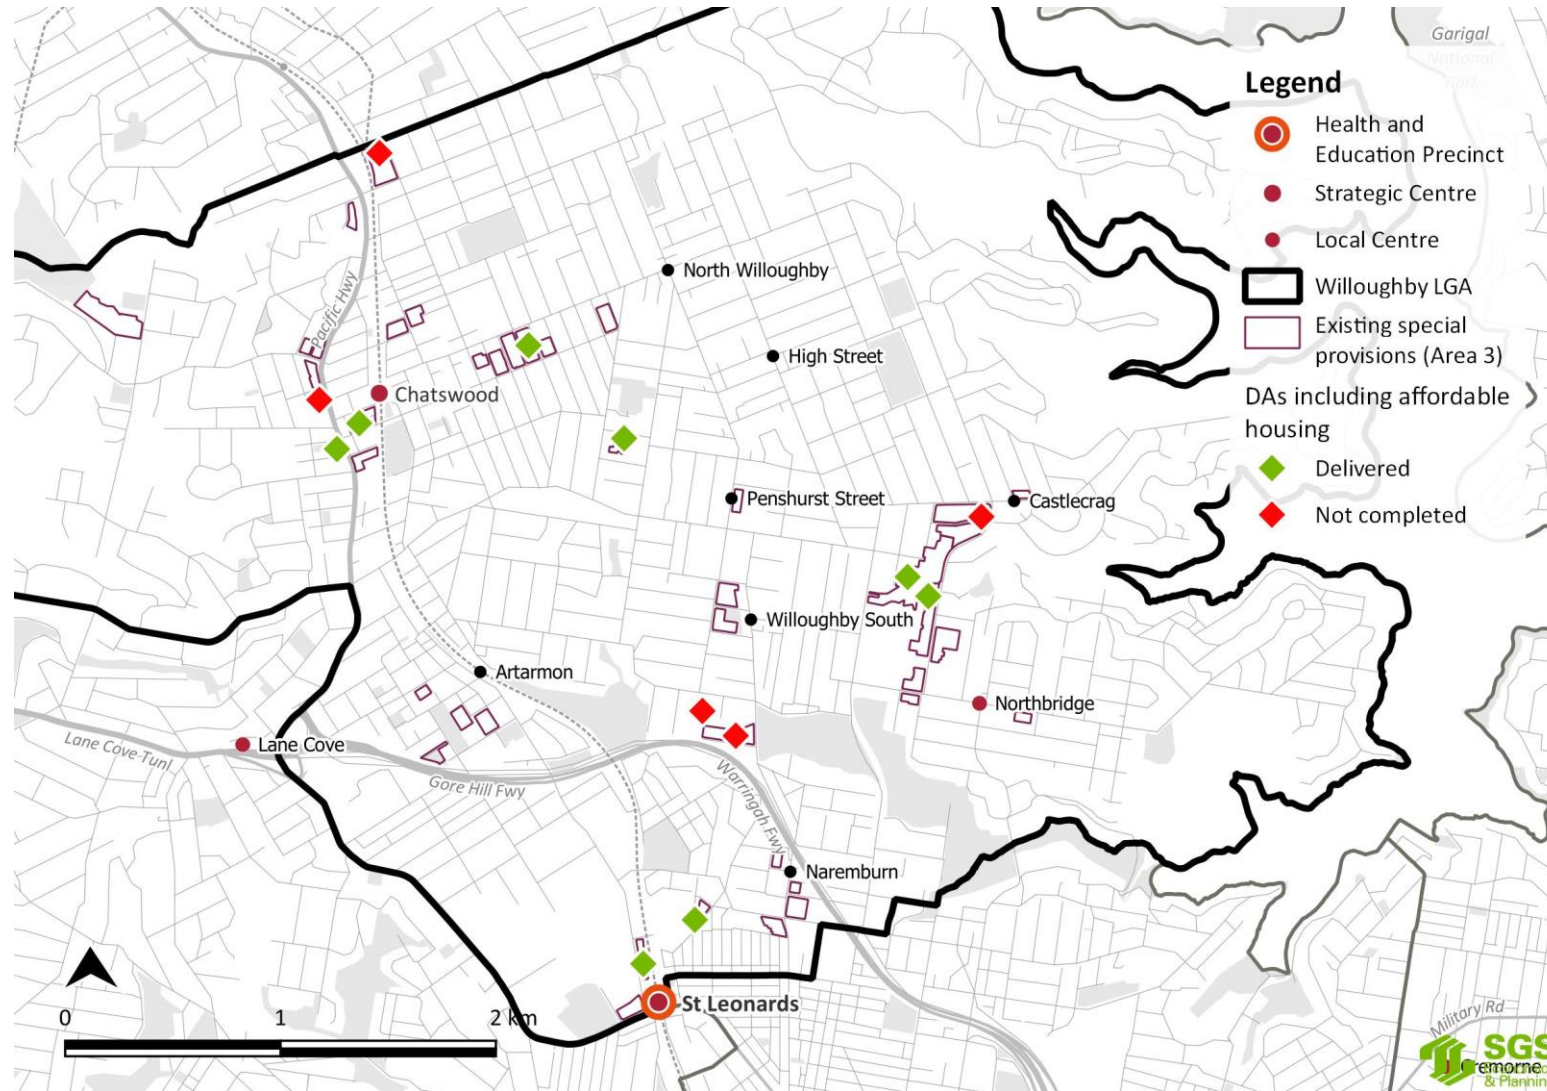 Garigal
National
Park
Legend
Health and
Education Precinct
Strategic Centre
Local Centre
Willoughby LGA
Existing special
provisions (Area 3)
DAs including affordable
housing
Delivered
Not completed
North Willoughby
Pacific Hwy
High Street
Chatswood
Penshurst Street
Castlecrag
Willoughby South
Artarmon
Northbridge
Lane Cove
Lane Cove Tunl
Gore Hill Fwy
Warringah Fwy
Naremburn
St Leonards
0 1 2 km
Military Rd
SGS
Cremorne
& Planning